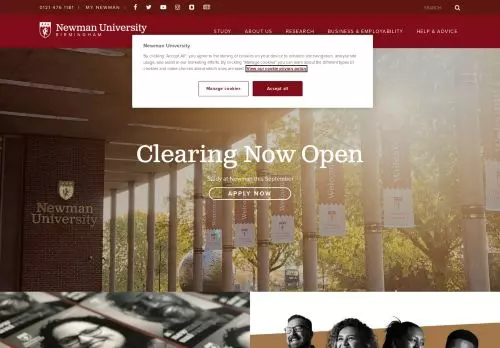 0121 476 1181 | MY NEWMAN |
SEARCH
Newman University
BIRMINGHAM
STUDY ABOUT US RESEARCH BUSINESS & EMPLOYABILITY HELP & ADVICE
Newman University
By clicking "Accept All", you agree to the storing of cookies on your device to enhance site navigation, analyse site
usage, and assist in our marketing efforts. By clicking "Manage cookies" you can learn about the different types of
cookies and make choices about which ones are used. View our cookie privacy policy
Manage cookies
Accept all
Clearing Now Open
Study at Newman this September
APPLY NOW
Newman
University